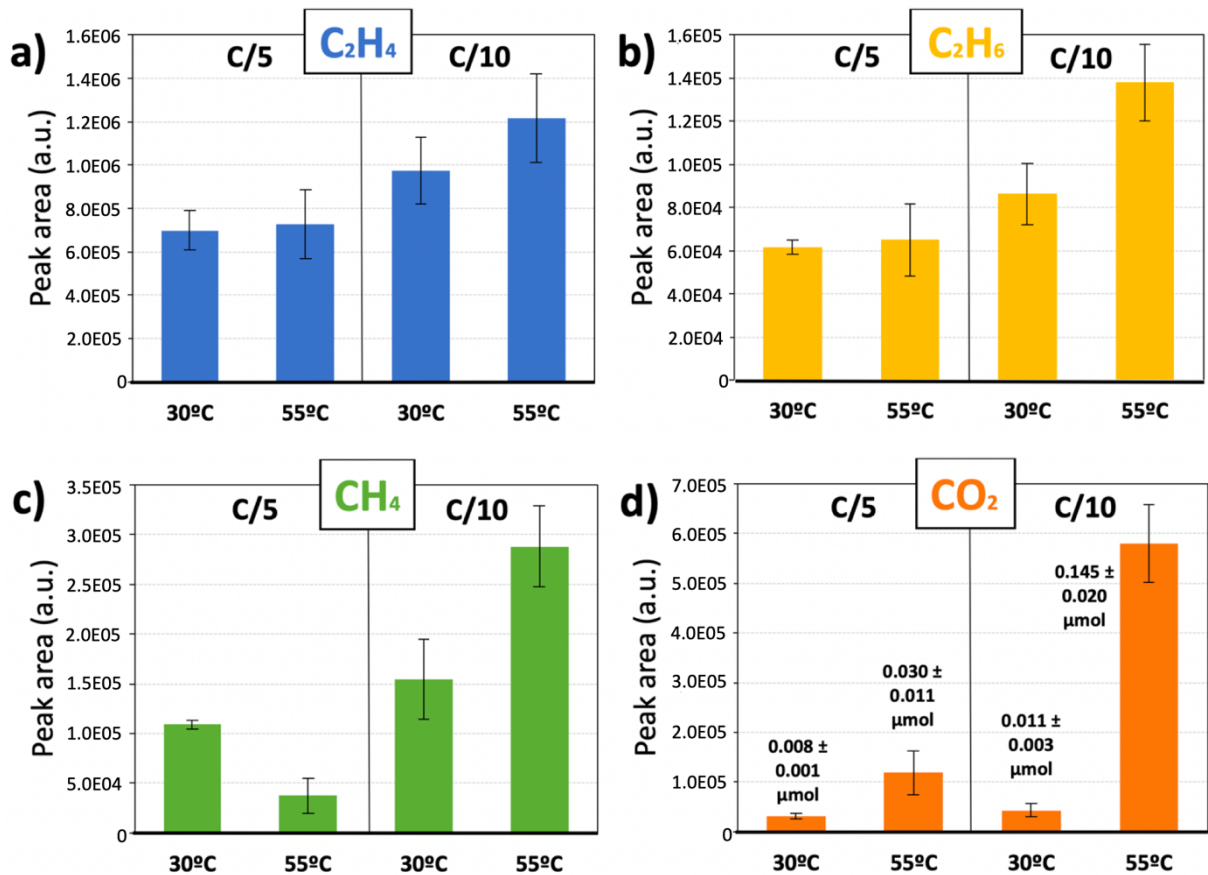 a)
C₂H₄
C/5
C/10
Peak area (a.u.)
1.6E06
1.4E06
1.2E06
1.0E06
8.0E05
6.0E05
4.0E05
2.0E05
0
30ºC 55ºC 30ºC 55ºC
b)
C₂H₆
C/5
C/10
Peak area (a.u.)
1.6E05
1.4E05
1.2E05
1.0E05
8.0E04
6.0E04
4.0E04
2.0E04
0
30ºC 55ºC 30ºC 55ºC
c)
CH₄
C/5
C/10
Peak area (a.u.)
3.5E05
3.0E05
2.5E05
2.0E05
1.5E05
1.0E05
5.0E04
0
30ºC 55ºC 30ºC 55ºC
d)
CO₂
C/5
C/10
Peak area (a.u.)
7.0E05
6.0E05
5.0E05
4.0E05
3.0E05
2.0E05
1.0E05
0
0.008 ±
0.001
µmol
0.030 ±
0.011
µmol
0.011 ±
0.003
µmol
0.145 ±
0.020
µmol
30ºC 55ºC 30ºC 55ºC